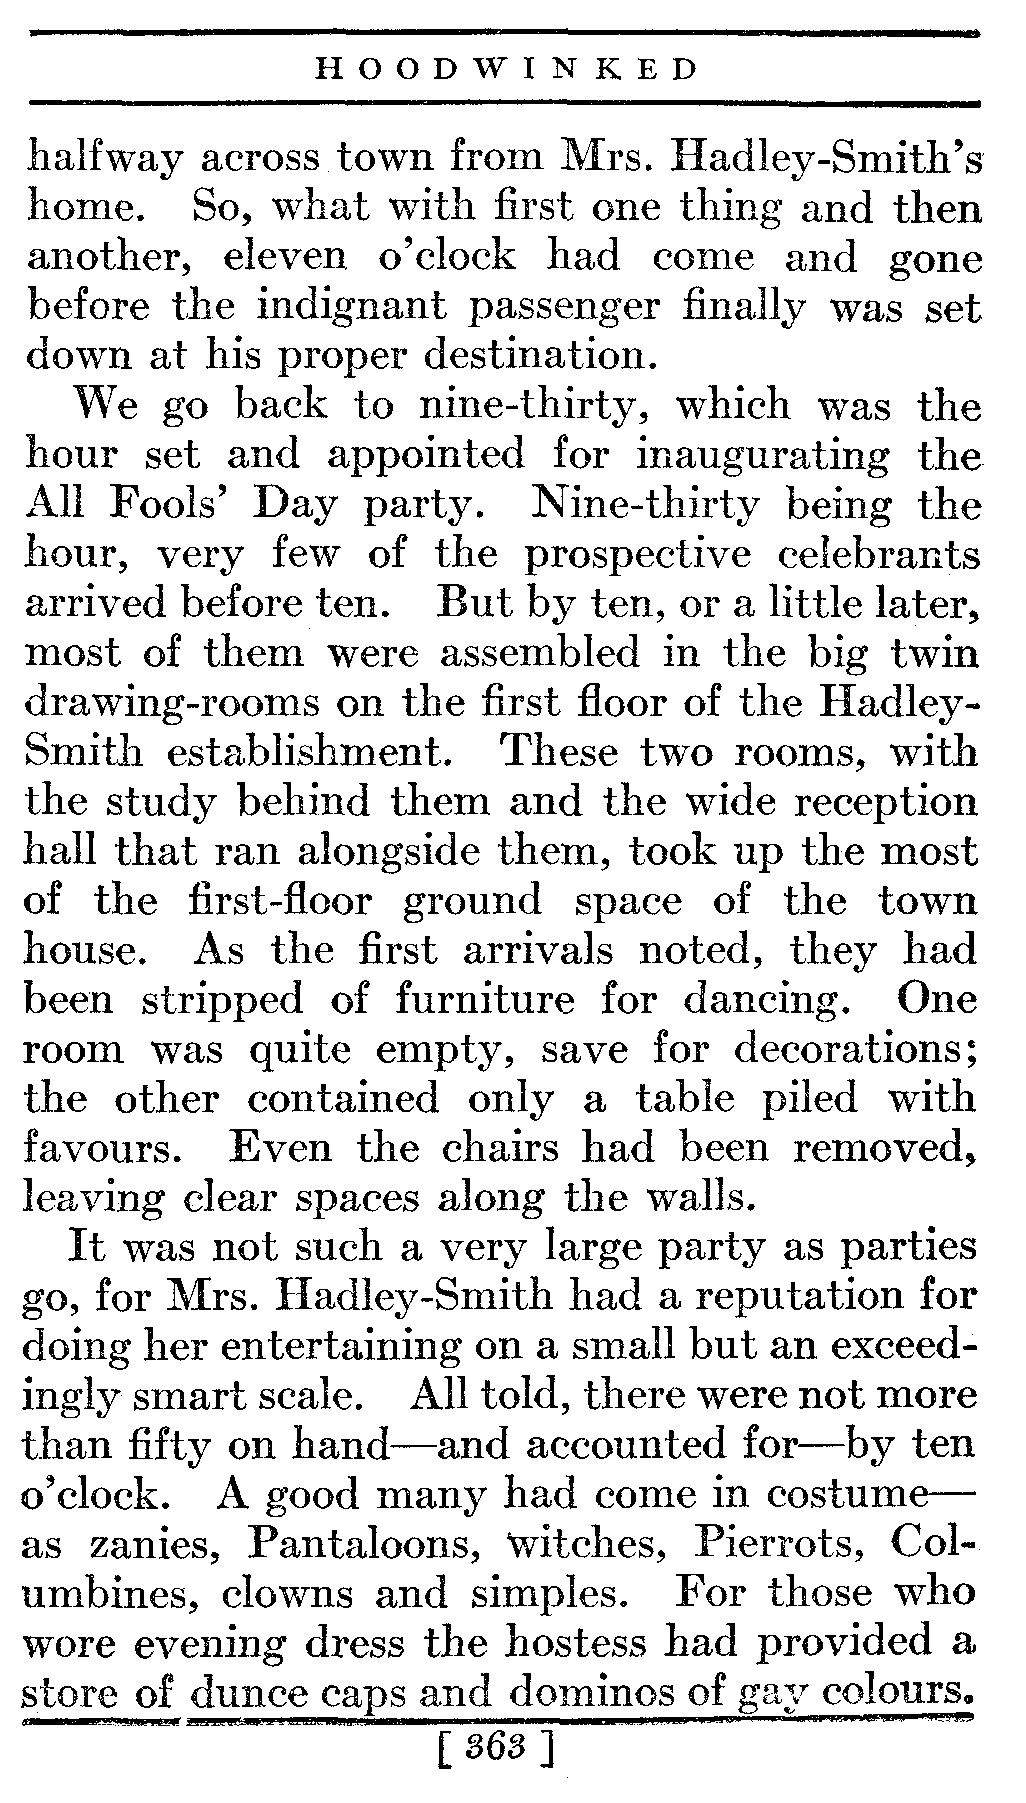 HOODWINKED
halfway across town from Mrs. Hadley-Smith's
home. So, what with first one thing and then
another, eleven o'clock had come and gone
before the indignant passenger finally was set
down at his proper destination.
We go back to nine-thirty, which was the
hour set and appointed for inaugurating the
All Fools' Day party. Nine-thirty being the
hour, very few of the prospective celebrants
arrived before ten. But by ten, or a little later,
most of them were assembled in the big twin
drawing-rooms on the first floor of the Hadley-
Smith establishment. These two rooms, with
the study behind them and the wide reception
hall that ran alongside them, took up the most
of the first-floor ground space of the town
house. As the first arrivals noted, they had
been stripped of furniture for dancing. One
room was quite empty, save for decorations;
the other contained only a table piled with
favours. Even the chairs had been removed,
leaving clear spaces along the walls.
It was not such a very large party as parties
go, for Mrs. Hadley-Smith had a reputation for
doing her entertaining on a small but an exceed-
ingly smart scale. All told, there were not more
than fifty on hand—and accounted for—by ten
o'clock. A good many had come in costume—
as zanies, Pantaloons, witches, Pierrots, Col-
umbines, clowns and simples. For those who
wore evening dress the hostess had provided a
store of dunce caps and dominos of gay colours.
[ 363 ]